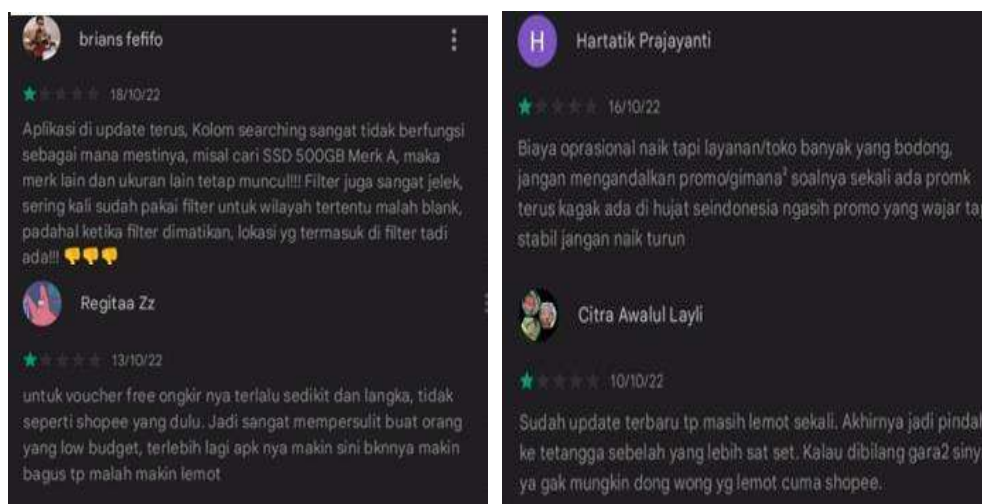 brians fefifo
18/10/22
Aplikasi di update terus, Kolom searching sangat tidak berfungsi
sebagai mana mestinya, misal cari SSD 500GB Merk A, maka
merk lain dan ukuran lain tetap muncul!!! Filter juga sangat jelek,
sering kali sudah pakai filter untuk wilayah tertentu malah blank,
padahal ketika filter dimatikan, lokasi yg termasuk di filter tadi
ada!!! 👎👎👎
Regitaa Zz
13/10/22
untuk voucher free ongkir nya terlalu sedikit dan langka, tidak
seperti shopee yang dulu. Jadi sangat mempersulit buat orang
yang low budget, terlebih lagi apk nya makin sini bknnya makin
bagus tp malah makin lemot
H
Hartatik Prajayanti
16/10/22
Biaya oprasional naik tapi layanan/toko banyak yang bodong,
jangan mengandalkan promo/gimana² soalnya sekali ada promk
terus kagak ada di hujat seindonesia ngasih promo yang wajar tap
stabil jangan naik turun
Citra Awalul Layli
10/10/22
Sudah update terbaru tp masih lemot sekali. Akhirnya jadi pindah
ke tetangga sebelah yang lebih sat set. Kalau dibilang gara2 siny
ya gak mungkin dong wong yg lemot cuma shopee.